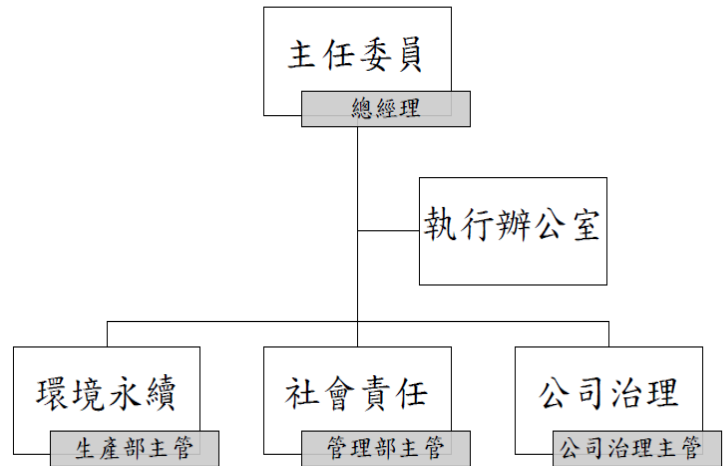 主任委員
總經理
執行辦公室
環境永續
生產部主管
社會責任
管理部主管
公司治理
公司治理主管